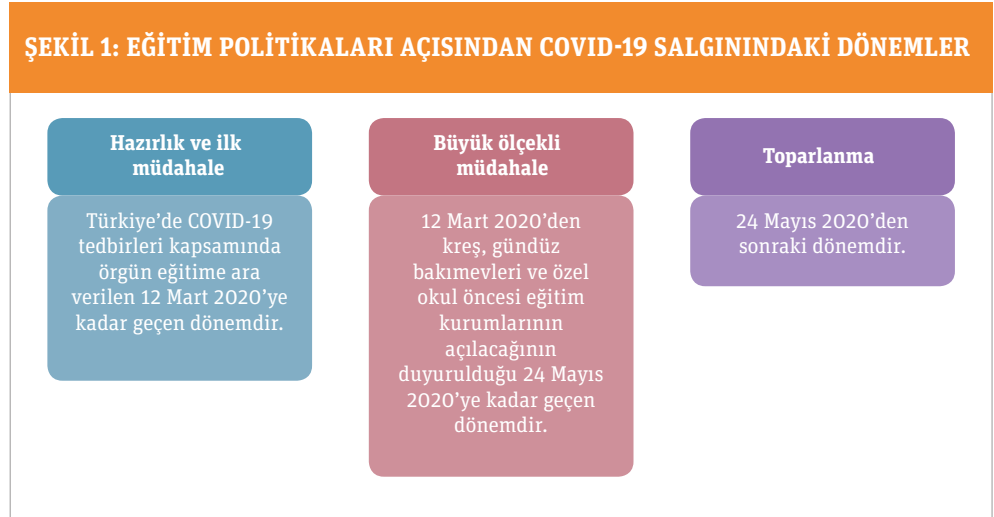 ŞEKİL 1: EĞİTİM POLİTİKALARI AÇISINDAN COVID-19 SALGININDAKİ DÖNEMLER
Hazırlık ve ilk
müdahale
Türkiye’de COVID-19
tedbirleri kapsamında
örgün eğitime ara
verilen 12 Mart 2020’ye
kadar geçen dönemdir.
Büyük ölçekli
müdahale
12 Mart 2020’den
kreş, gündüz
bakımevleri ve özel
okul öncesi eğitim
kurumlarının
açılacağının
duyurulduğu 24 Mayıs
2020’ye kadar geçen
dönemdir.
Toparlanma
24 Mayıs 2020’den
sonraki dönemdir.